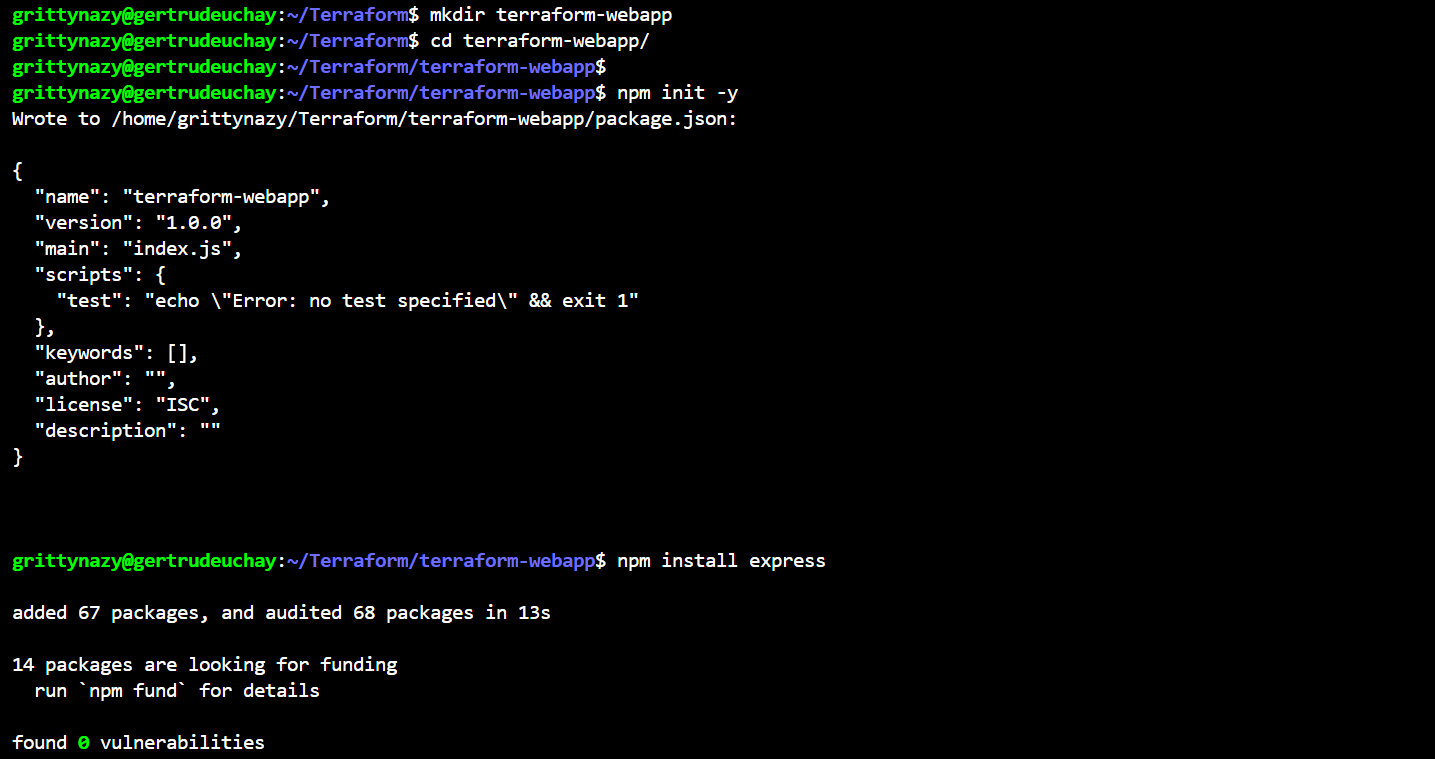 grittynazy@gertrudeuchay:~/Terraform$ mkdir terraform-webapp
grittynazy@gertrudeuchay:~/Terraform$ cd terraform-webapp/
grittynazy@gertrudeuchay:~/Terraform/terraform-webapp$
grittynazy@gertrudeuchay:~/Terraform/terraform-webapp$ npm init -y
Wrote to /home/grittynazy/Terraform/terraform-webapp/package.json:

{
  "name": "terraform-webapp",
  "version": "1.0.0",
  "main": "index.js",
  "scripts": {
    "test": "echo \"Error: no test specified\" && exit 1"
  },
  "keywords": [],
  "author": "",
  "license": "ISC",
  "description": ""
}

grittynazy@gertrudeuchay:~/Terraform/terraform-webapp$ npm install express

added 67 packages, and audited 68 packages in 13s

14 packages are looking for funding
  run `npm fund` for details

found 0 vulnerabilities